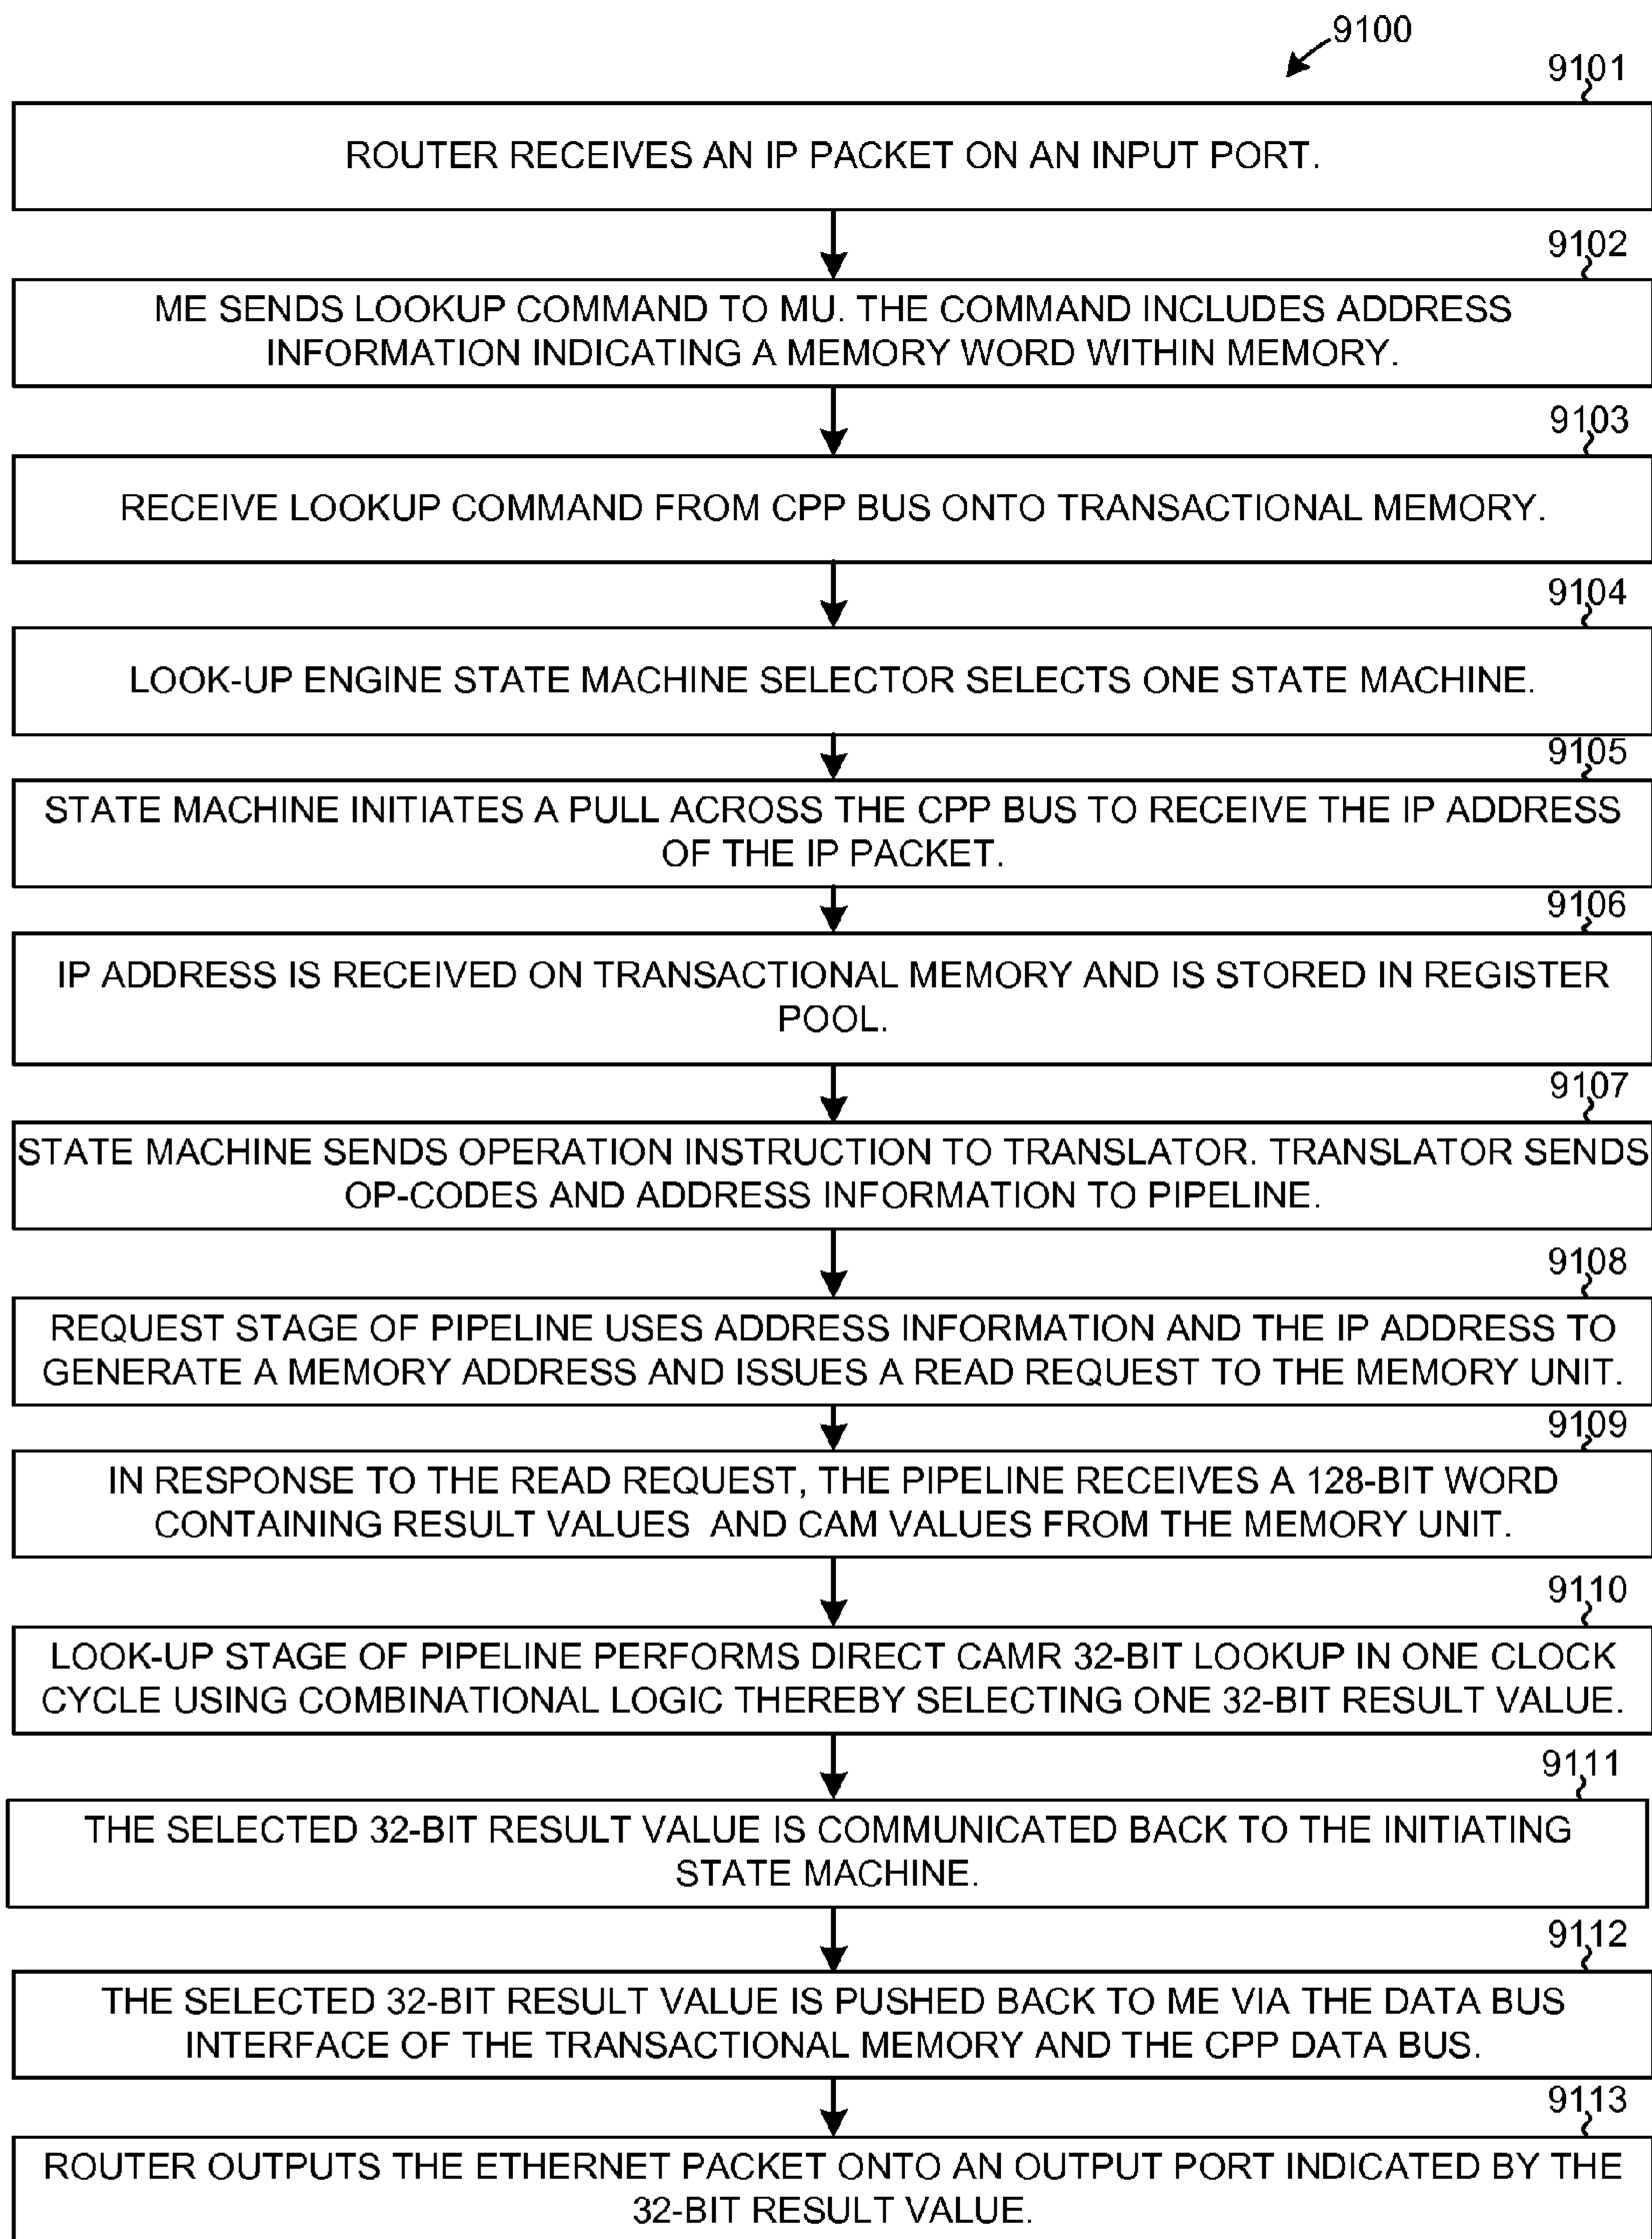 9100
9101
ROUTER RECEIVES AN IP PACKET ON AN INPUT PORT.
9102
ME SENDS LOOKUP COMMAND TO MU. THE COMMAND INCLUDES ADDRESS
INFORMATION INDICATING A MEMORY WORD WITHIN MEMORY.
9103
RECEIVE LOOKUP COMMAND FROM CPP BUS ONTO TRANSACTIONAL MEMORY.
9104
LOOK-UP ENGINE STATE MACHINE SELECTOR SELECTS ONE STATE MACHINE.
9105
STATE MACHINE INITIATES A PULL ACROSS THE CPP BUS TO RECEIVE THE IP ADDRESS
OF THE IP PACKET.
9106
IP ADDRESS IS RECEIVED ON TRANSACTIONAL MEMORY AND IS STORED IN REGISTER
POOL.
9107
STATE MACHINE SENDS OPERATION INSTRUCTION TO TRANSLATOR. TRANSLATOR SENDS
OP-CODES AND ADDRESS INFORMATION TO PIPELINE.
9108
REQUEST STAGE OF PIPELINE USES ADDRESS INFORMATION AND THE IP ADDRESS TO
GENERATE A MEMORY ADDRESS AND ISSUES A READ REQUEST TO THE MEMORY UNIT.
9109
IN RESPONSE TO THE READ REQUEST, THE PIPELINE RECEIVES A 128-BIT WORD
CONTAINING RESULT VALUES AND CAM VALUES FROM THE MEMORY UNIT.
9110
LOOK-UP STAGE OF PIPELINE PERFORMS DIRECT CAMR 32-BIT LOOKUP IN ONE CLOCK
CYCLE USING COMBINATIONAL LOGIC THEREBY SELECTING ONE 32-BIT RESULT VALUE.
9111
THE SELECTED 32-BIT RESULT VALUE IS COMMUNICATED BACK TO THE INITIATING
STATE MACHINE.
9112
THE SELECTED 32-BIT RESULT VALUE IS PUSHED BACK TO ME VIA THE DATA BUS
INTERFACE OF THE TRANSACTIONAL MEMORY AND THE CPP DATA BUS.
9113
ROUTER OUTPUTS THE ETHERNET PACKET ONTO AN OUTPUT PORT INDICATED BY THE
32-BIT RESULT VALUE.